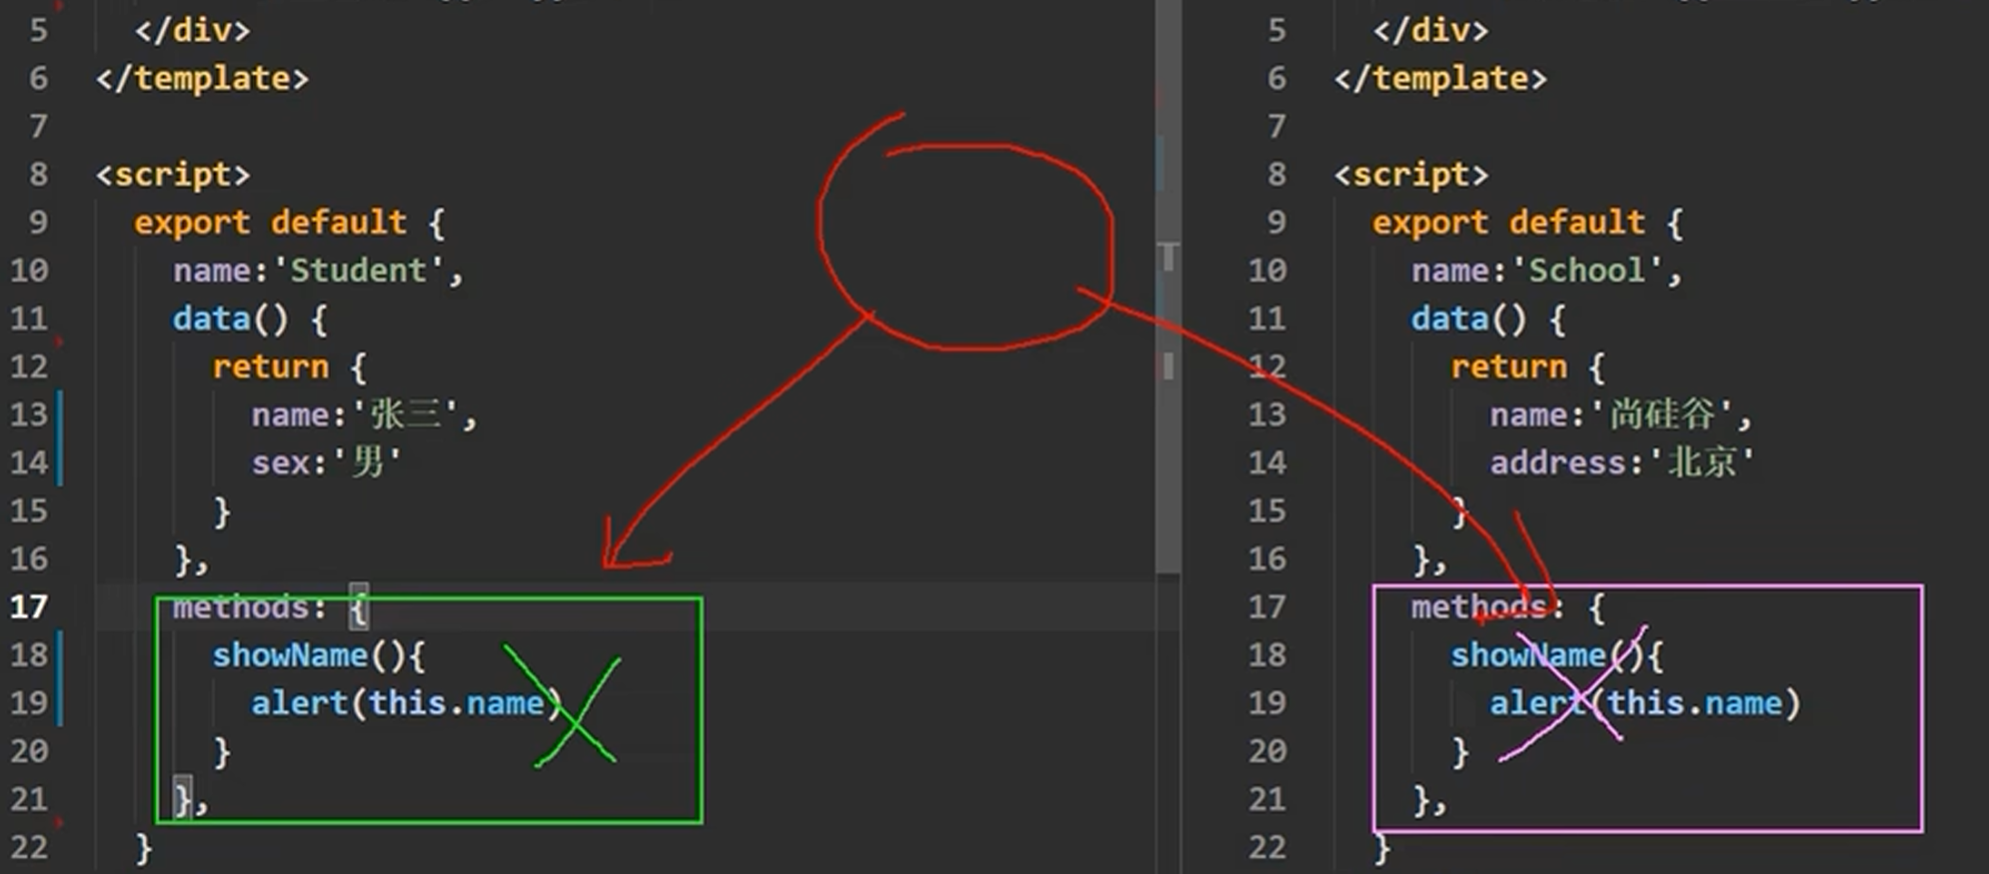 5 </div>
6 </template>
7
8 <script>
9 export default {
10 name:'Student',
11 data() {
12 return {
13 name:'张三',
14 sex:'男'
15 }
16 },
17 methods: {
18 showName(){
19 alert(this.name)
20 }
21 },
22 }
5 </div>
6 </template>
7
8 <script>
9 export default {
10 name:'School',
11 data() {
12 return {
13 name:'尚硅谷',
14 address:'北京'
15 }
16 },
17 methods: {
18 showName(){
19 alert(this.name)
20 }
21 },
22 }